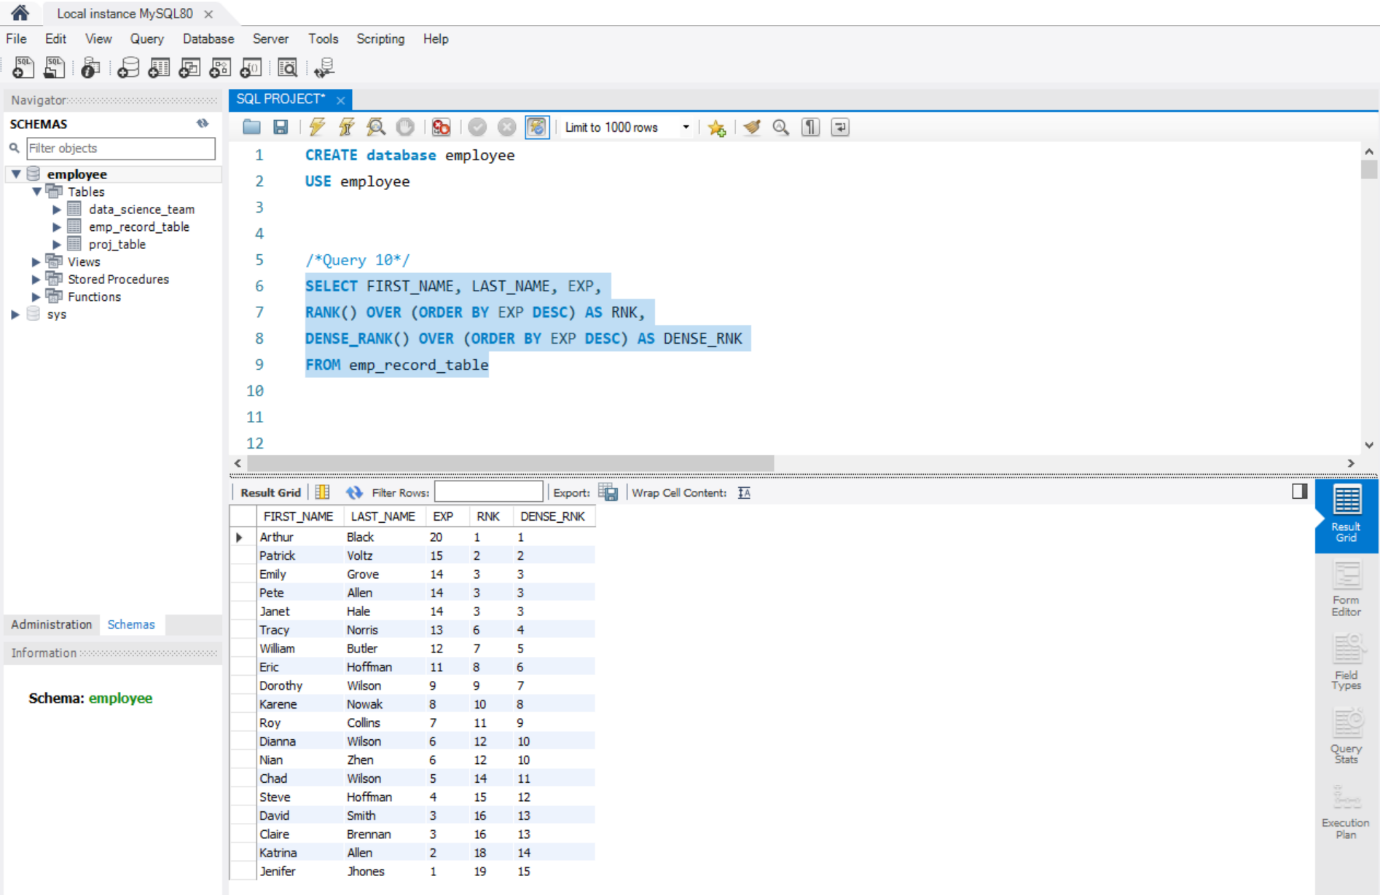 Local instance MySQL80 ×
File Edit View Query Database Server Tools Scripting Help
Navigator
SCHEMAS
Filter objects
employee
Tables
data_science_team
emp_record_table
proj_table
Views
Stored Procedures
Functions
sys
Administration Schemas
Information
Schema: employee
SQL PROJECT* ×
Limit to 1000 rows
1 CREATE database employee
2 USE employee
3
4
5 /*Query 10*/
6 SELECT FIRST_NAME, LAST_NAME, EXP,
7 RANK() OVER (ORDER BY EXP DESC) AS RNK,
8 DENSE_RANK() OVER (ORDER BY EXP DESC) AS DENSE_RNK
9 FROM emp_record_table
10
11
12
Result Grid Filter Rows: Export: Wrap Cell Content: IA
FIRST_NAME LAST_NAME EXP RNK DENSE_RNK
Arthur Black 20 1 1
Patrick Voltz 15 2 2
Emily Grove 14 3 3
Pete Allen 14 3 3
Janet Hale 14 3 3
Tracy Norris 13 6 4
William Butler 12 7 5
Eric Hoffman 11 8 6
Dorothy Wilson 9 9 7
Karene Nowak 8 10 8
Roy Collins 7 11 9
Dianna Wilson 6 12 10
Nian Zhen 6 12 10
Chad Wilson 5 14 11
Steve Hoffman 4 15 12
David Smith 3 16 13
Claire Brennan 3 16 13
Katrina Allen 2 18 14
Jenifer Jhones 1 19 15
Result
Grid
Form
Editor
Field
Types
Query
Stats
Execution
Plan